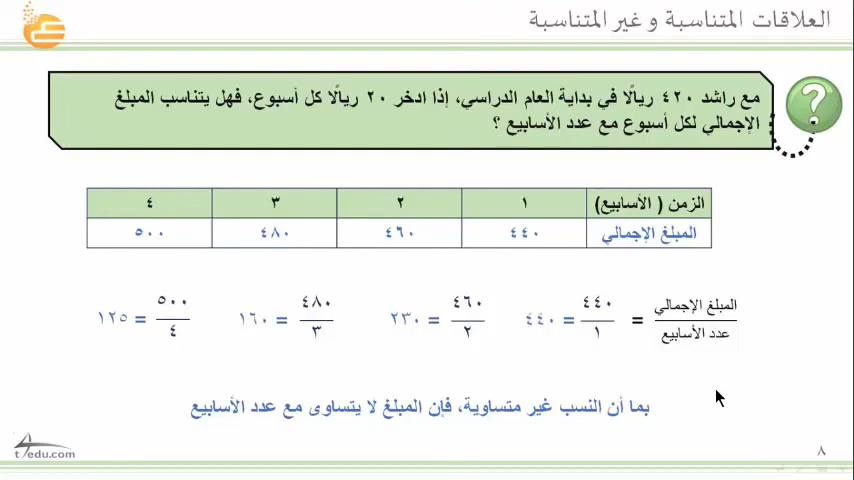 العلاقات المتناسبة و غير المتناسبة
مع راشد ٤٢٠ ريالًا في بداية العام الدراسي، إذا ادخر ٢٠ ريالًا كل أسبوع، فهل يتناسب المبلغ
الإجمالي لكل أسبوع مع عدد الأسابيع ؟
?
الزمن ( الأسابيع) ١ ٢ ٣ ٤
المبلغ الإجمالي ٤٤٠ ٤٦٠ ٤٨٠ ٥٠٠
المبلغ الإجمالي ٤٤٠ ٤٦٠ ٤٨٠ ٥٠٠
= = ٤٤٠ = ٢٣٠ = ١٦٠ = ١٢٥
عدد الأسابيع ١ ٢ ٣ ٤
بما أن النسب غير متساوية، فإن المبلغ لا يتساوى مع عدد الأسابيع
t4edu.com
٨